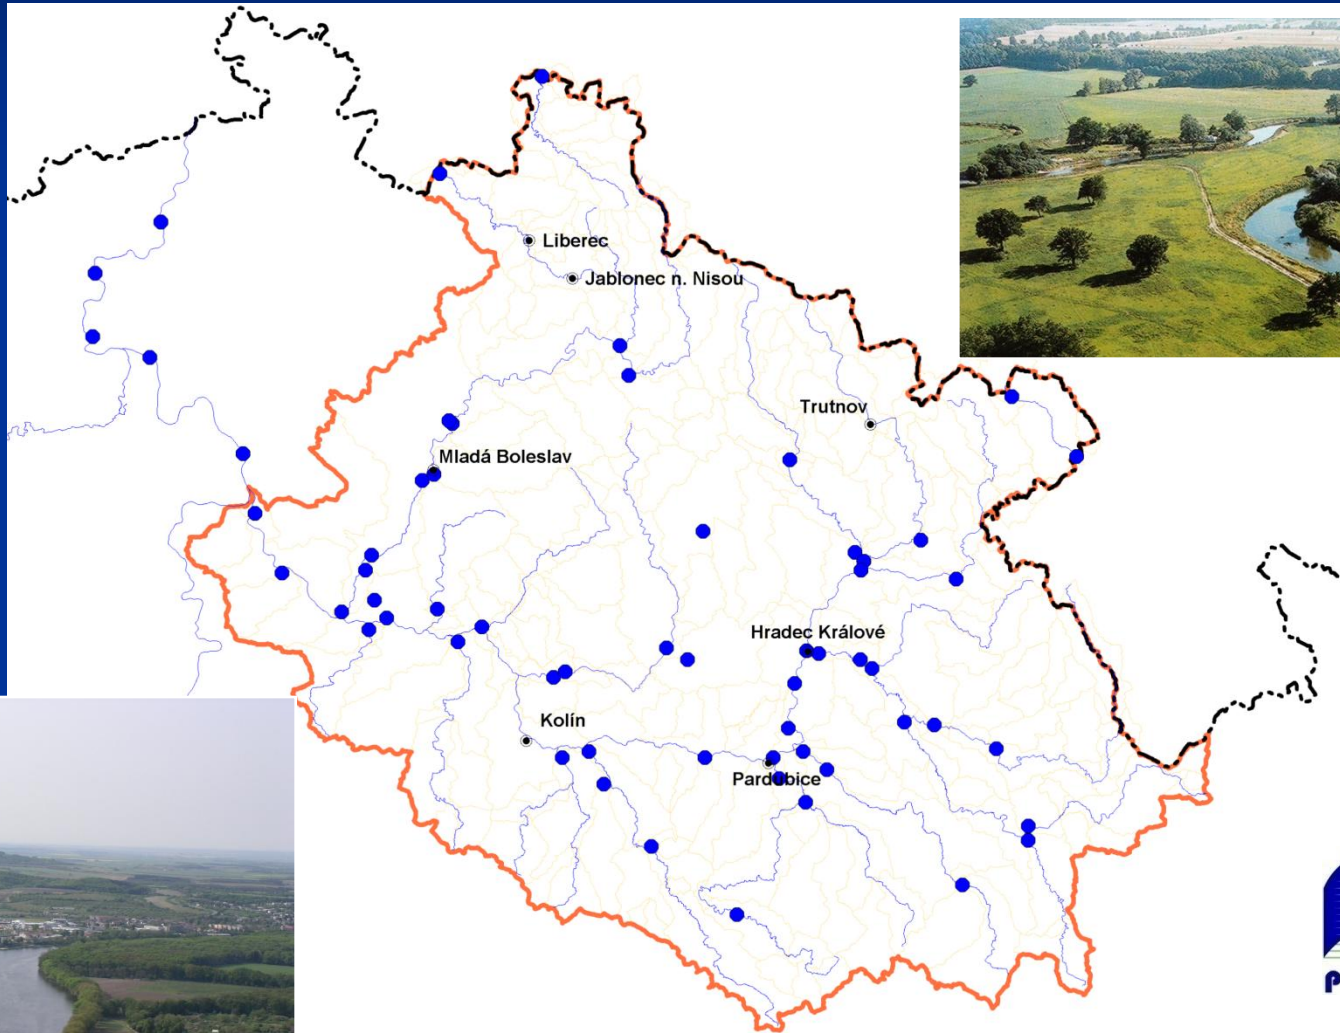 Liberec
Jablonec n. Nisou
Trutnov
Mladá Boleslav
Hradec Králové
Kolín
Pardubice